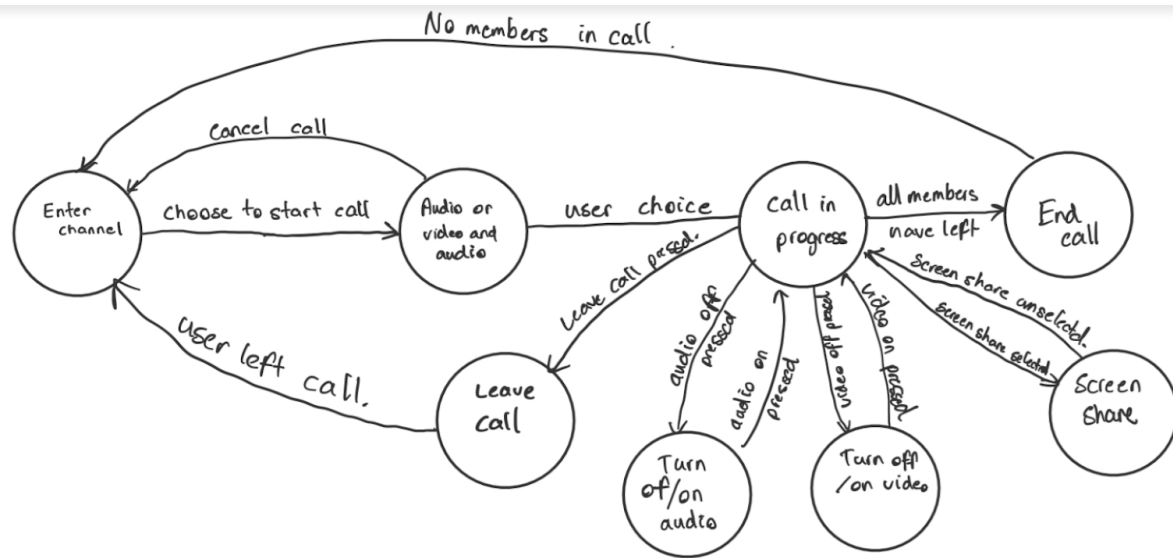 No members in call.
Cancel call
Enter
channel
Choose to start call
Audio or
video and
audio
user choice
Call in
progress
all members
have left
End
call
Leave call pressed.
user left call.
Leave
call
audio off
pressed
audio on
pressed
video off pressed
video on pressed
Screen share unselectd.
screen share selected
Turn
of/on
audio
Turn off
/on video
Screen
share